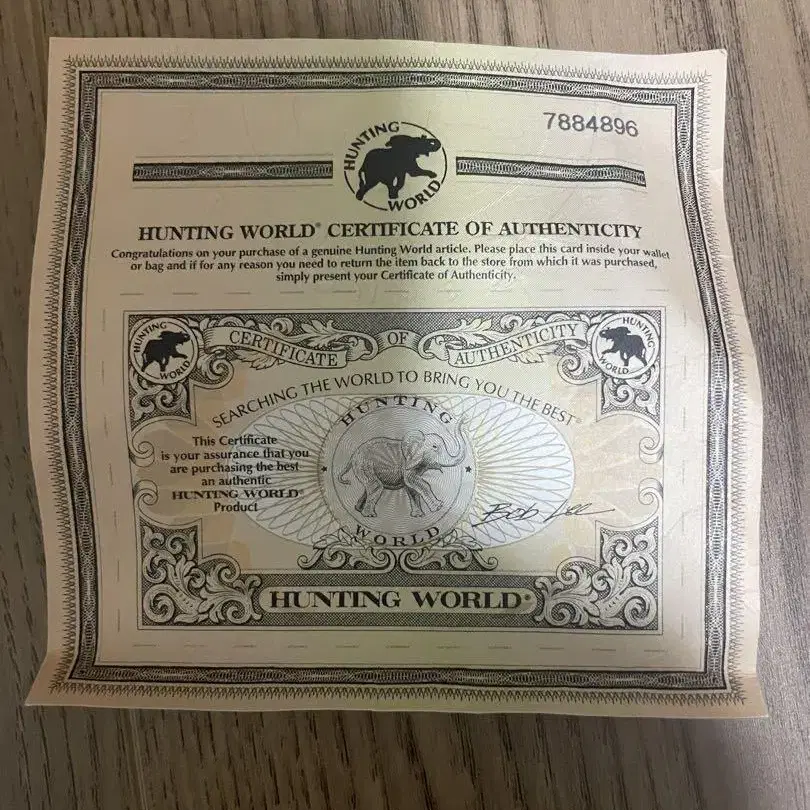 7884896
HUNTING
WORLD
HUNTING WORLD® CERTIFICATE OF AUTHENTICITY
Congratulations on your purchase of a genuine Hunting World article. Please place this card inside your wallet
or bag and if for any reason you need to return the item back to the store from which it was purchased,
simply present your Certificate of Authenticity.
HUNTING
WORLD
CERTIFICATE OF AUTHENTICITY
HUNTING
WORLD
SEARCHING THE WORLD TO BRING YOU THE BEST®
HUNTING
This Certificate
is your assurance that you
are purchasing the best
an authentic
HUNTING WORLD®
Product
Bob Lee
WORLD
HUNTING WORLD®